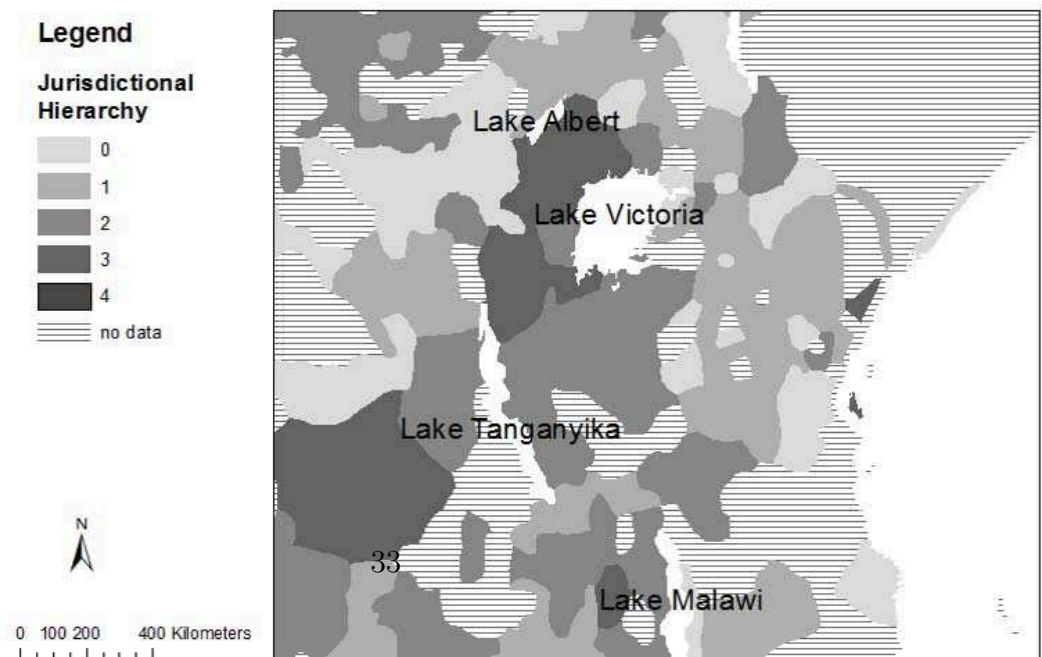 Legend
Jurisdictional
Hierarchy
0
1
2
3
4
no data
N
0 100 200 400 Kilometers
Lake Albert
Lake Victoria
Lake Tanganyika
33
Lake Malawi